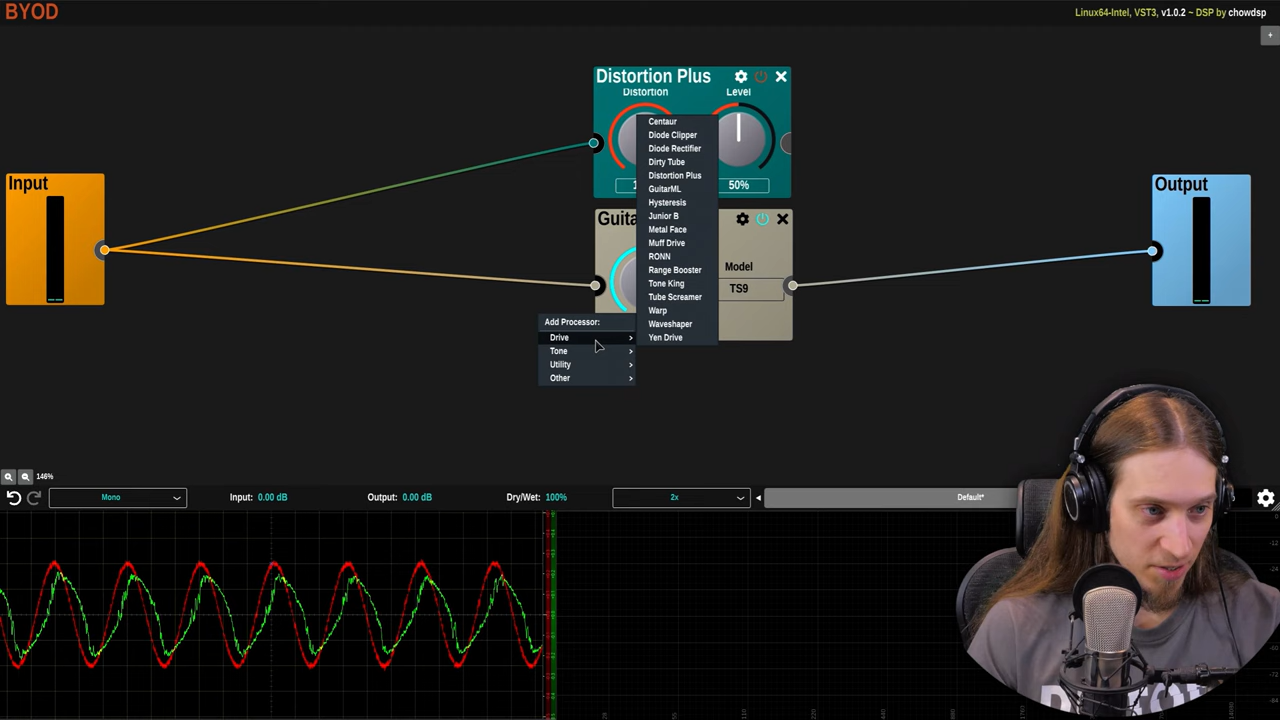 BYOD
Linux64-Intel, VST3, v1.0.2 ~ DSP by chowdsp
+
Distortion Plus
Distortion
Level
50%
Input
Output
Model
TS9
Centaur
Diode Clipper
Diode Rectifier
Dirty Tube
Distortion Plus
GuitarML
Hysteresis
Junior B
Metal Face
Muff Drive
RONN
Range Booster
Tone King
Tube Screamer
Warp
Waveshaper
Yen Drive
Add Processor:
Drive
Tone
Utility
Other
146%
Mono
Input: 0.00 dB
Output: 0.00 dB
Dry/Wet: 100%
2x
Default*